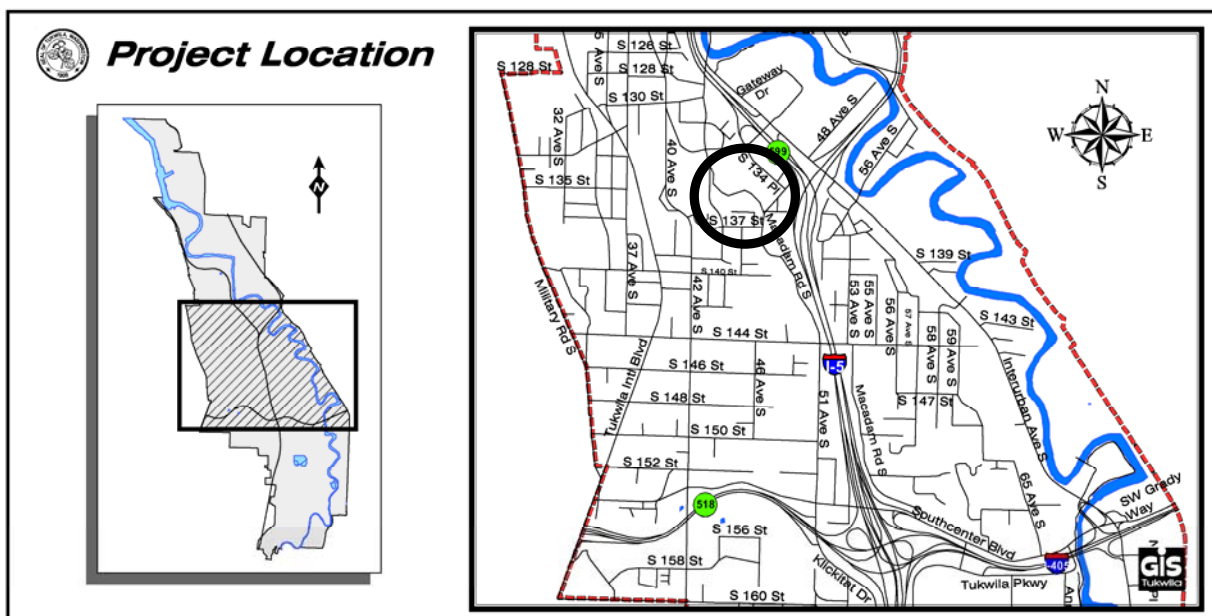 Project Location
N
S 126 St
S 128 St
S 128 St
S 130 St
Gateway Dr
32 Ave S
40 Ave S
48 Ave S
56 Ave S
599
S 134 Pl
S 135 St
S 137 St
Macadam Rd S
N
W E
S
S 139 St
S 140 St
37 Ave S
42 Ave S
Military Rd S
53 Ave S
55 Ave S
56 Ave S
57 Ave S
58 Ave S
59 Ave S
S 143 St
S 144 St
Tukwila Intl Blvd
S 146 St
46 Ave S
I-5
Interurban Ave S
S 147 St
S 148 St
51 Ave S
Macadam Rd S
S 150 St
S 152 St
65 Ave S
SW Grady Way
518
S 156 St
Southcenter Blvd
S 158 St
Klickitat Dr
I-405
Tukwila Pkwy
S 160 St
GIS
Tukwila